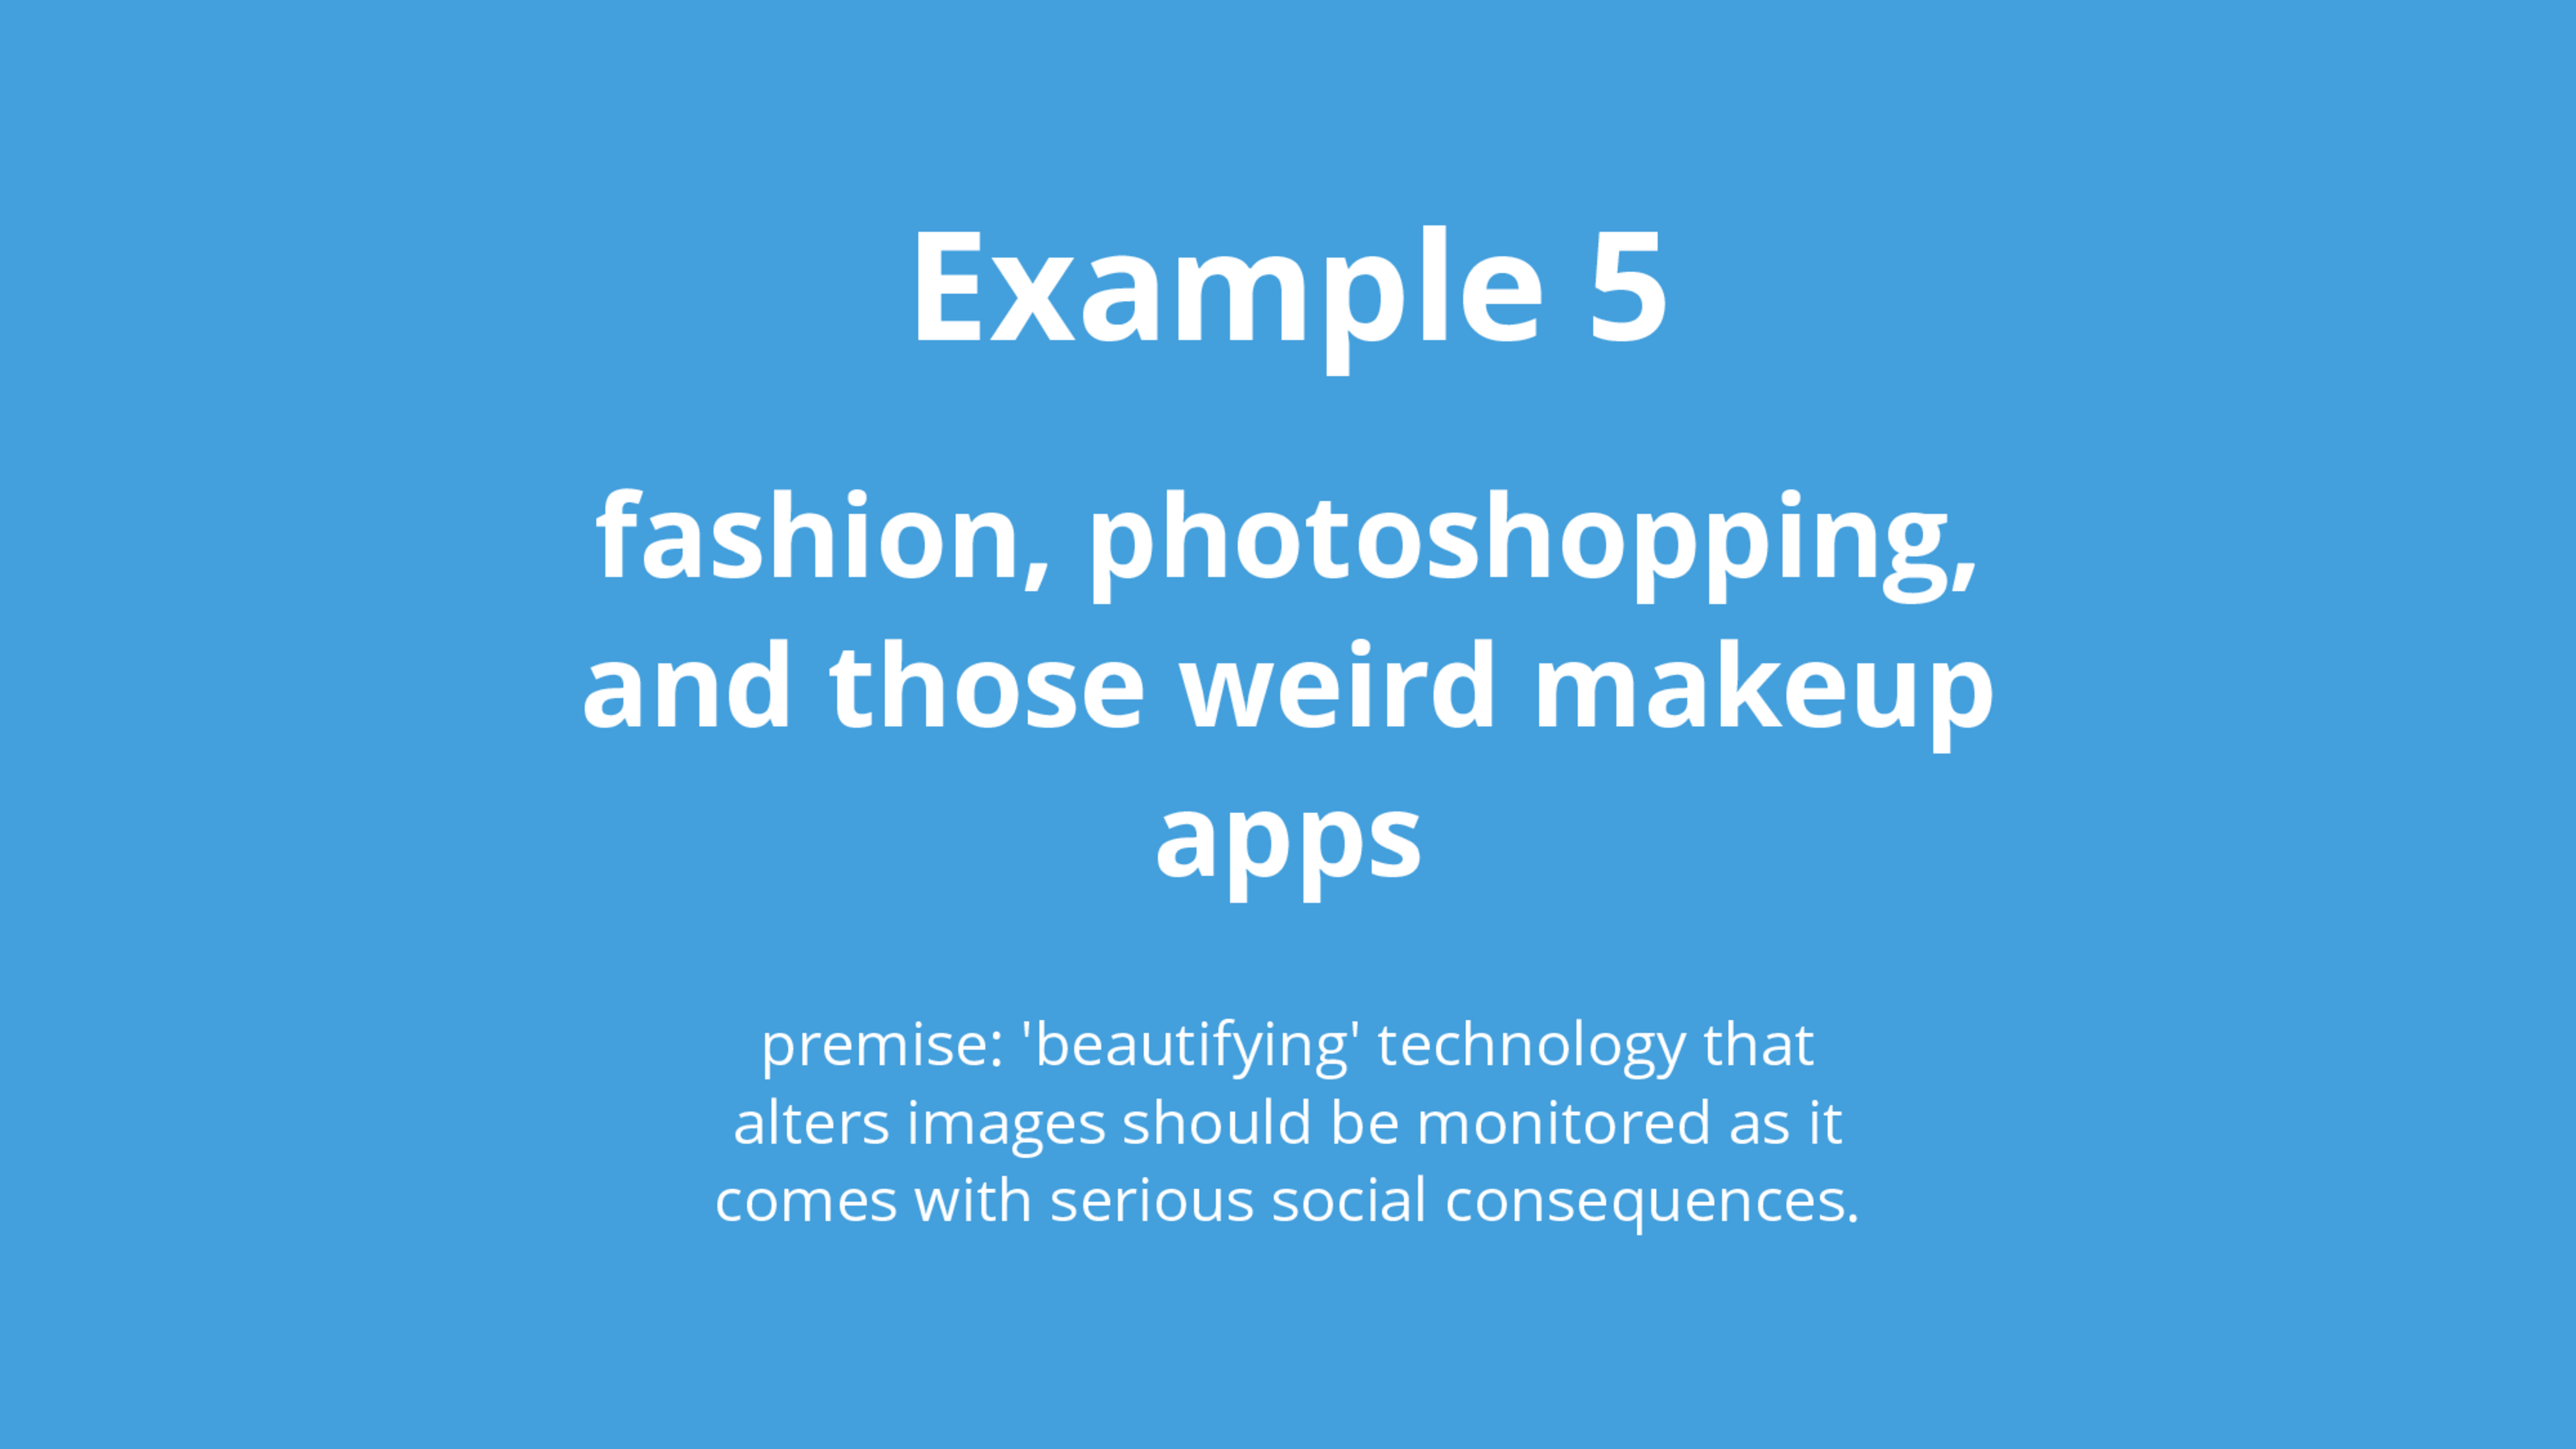 Example 5
fashion, photoshopping,
and those weird makeup
apps
premise: 'beautifying' technology that
alters images should be monitored as it
comes with serious social consequences.